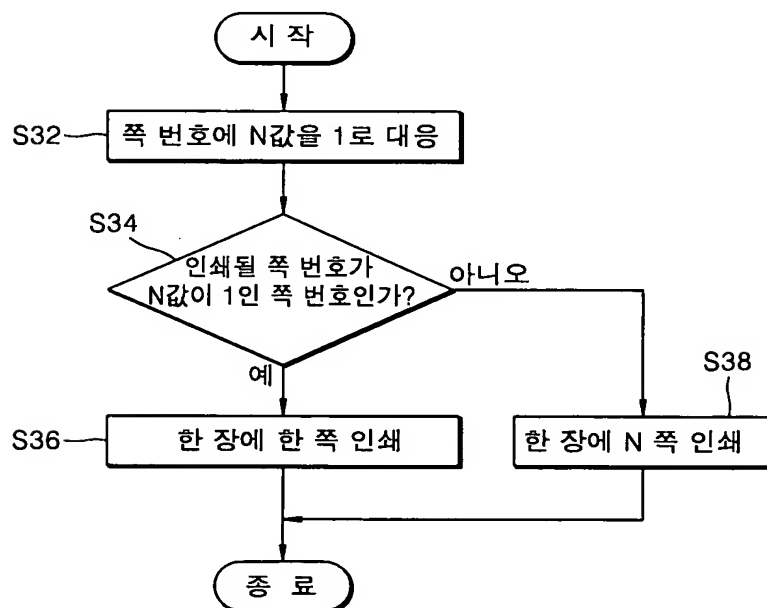 시 작
S32
쪽 번호에 N값을 1로 대응
S34
인쇄될 쪽 번호가
N값이 1인 쪽 번호인가?
아니오
예
S36
한 장에 한 쪽 인쇄
S38
한 장에 N 쪽 인쇄
종 료